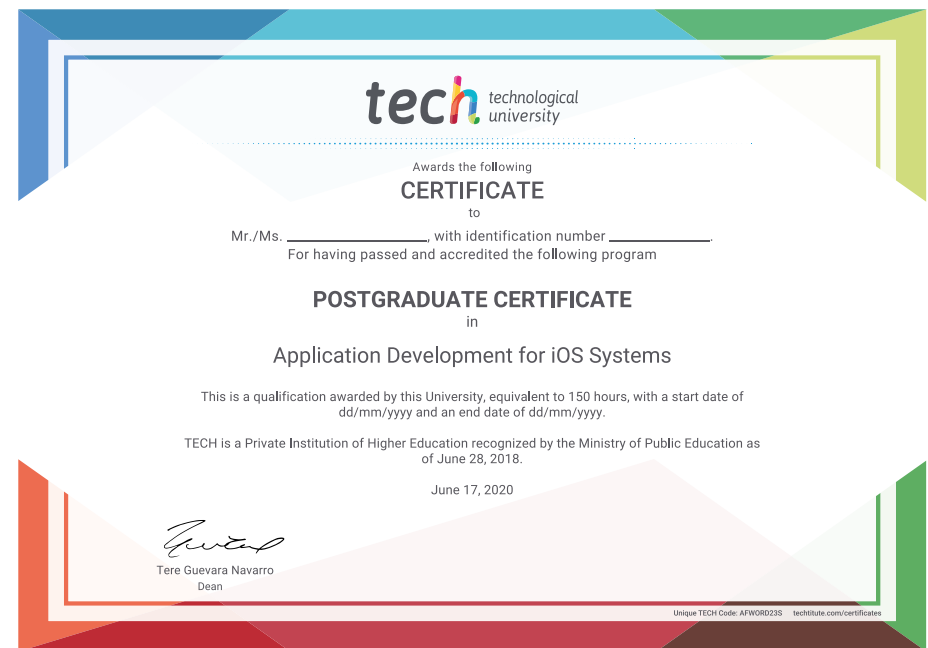 tech technological
university
Awards the following
CERTIFICATE
to
Mr./Ms. ____________________, with identification number ______________.
For having passed and accredited the following program
POSTGRADUATE CERTIFICATE
in
Application Development for iOS Systems
This is a qualification awarded by this University, equivalent to 150 hours, with a start date of
dd/mm/yyyy and an end date of dd/mm/yyyy.
TECH is a Private Institution of Higher Education recognized by the Ministry of Public Education as
of June 28, 2018.
June 17, 2020
Tere Guevara Navarro
Dean
Unique TECH Code: AFWORD23S techtitute.com/certificates